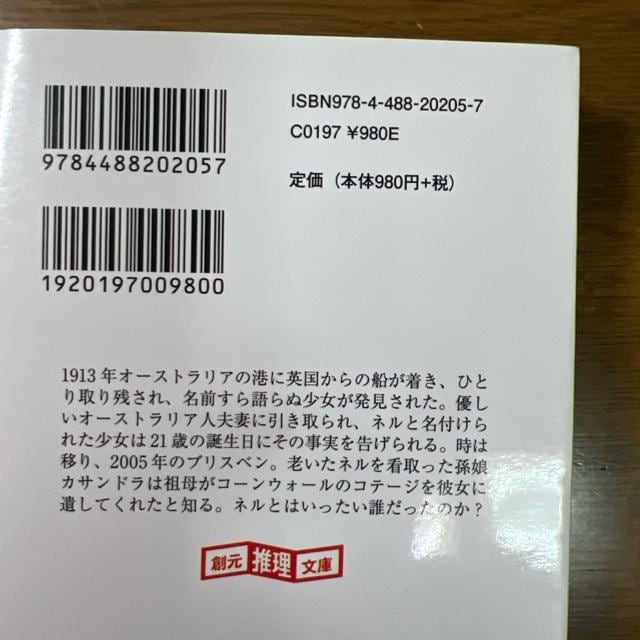 ISBN978-4-488-20205-7
C0197 ¥980E
9784488202057
定価（本体980円+税）
1920197009800
1913年オーストラリアの港に英国からの船が着き、ひと
り取り残され、名前すら語らぬ少女が発見された。優し
いオーストラリア人夫妻に引き取られ、ネルと名付けら
れた少女は21歳の誕生日にその事実を告げられる。時は
移り、2005年のブリスベン。老いたネルを看取った孫娘
カサンドラは祖母がコーンウォールのコテージを彼女に
遺してくれたと知る。ネルとはいったい誰だったのか？
創元推理文庫